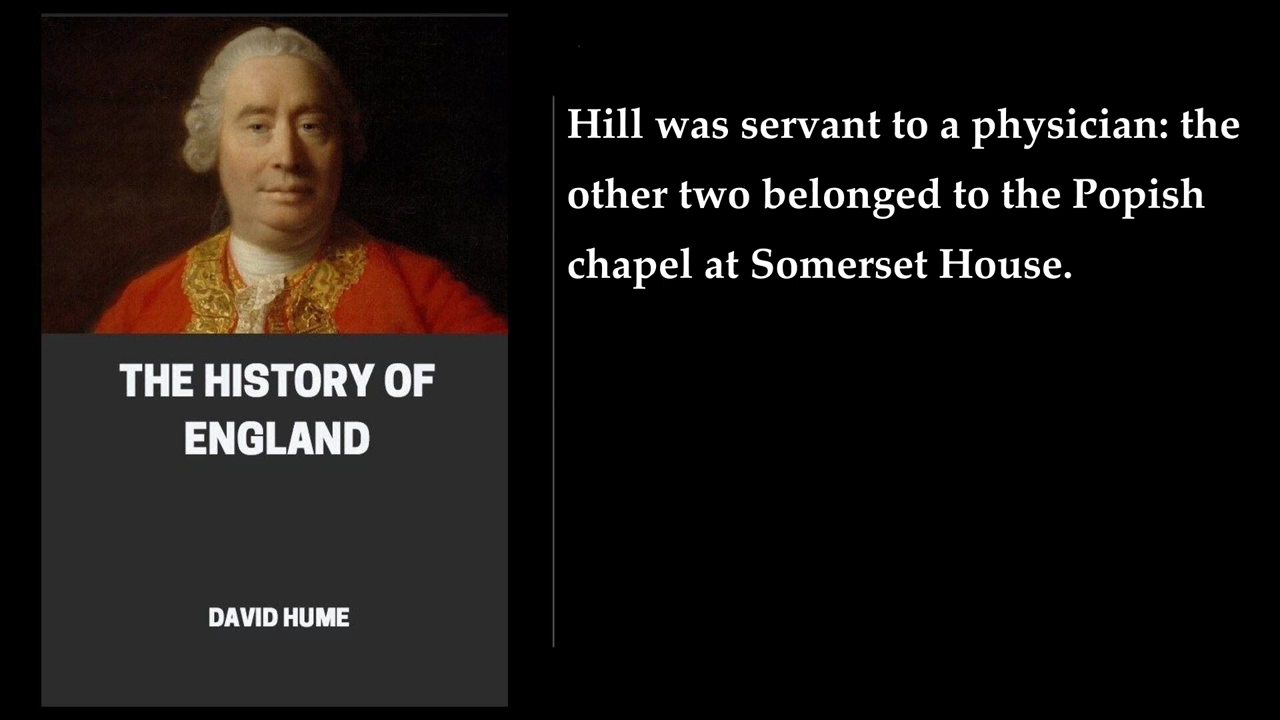 THE HISTORY OF
ENGLAND
DAVID HUME
Hill was servant to a physician: the
other two belonged to the Popish
chapel at Somerset House.